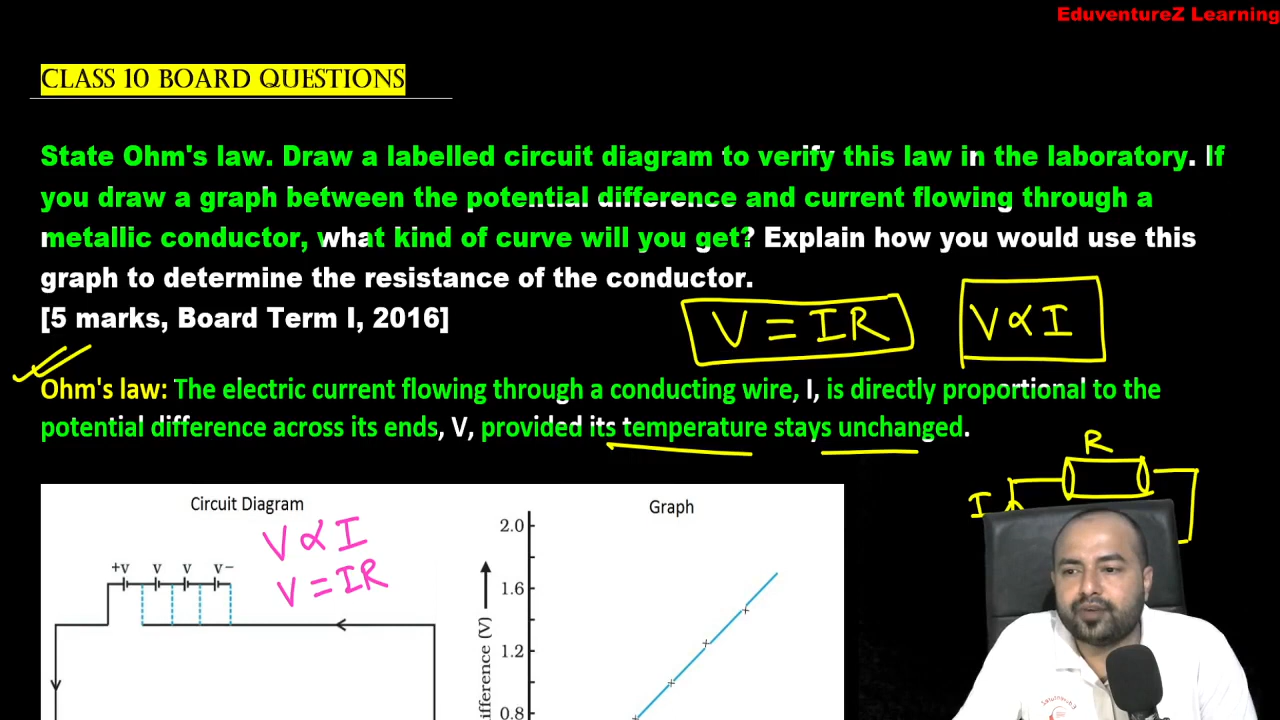 EduventureZ Learning
CLASS 10 BOARD QUESTIONS
State Ohm's law. Draw a labelled circuit diagram to verify this law in the laboratory. If
you draw a graph between the potential difference and current flowing through a
metallic conductor, what kind of curve will you get? Explain how you would use this
graph to determine the resistance of the conductor.
[5 marks, Board Term I, 2016]
V = IR
V ∝ I
Ohm's law: The electric current flowing through a conducting wire, I, is directly proportional to the
potential difference across its ends, V, provided its temperature stays unchanged.
R
I
Circuit Diagram
V ∝ I
V = IR
+v v v v−
Graph
2.0
1.6
1.2
0.8
ifference (V)